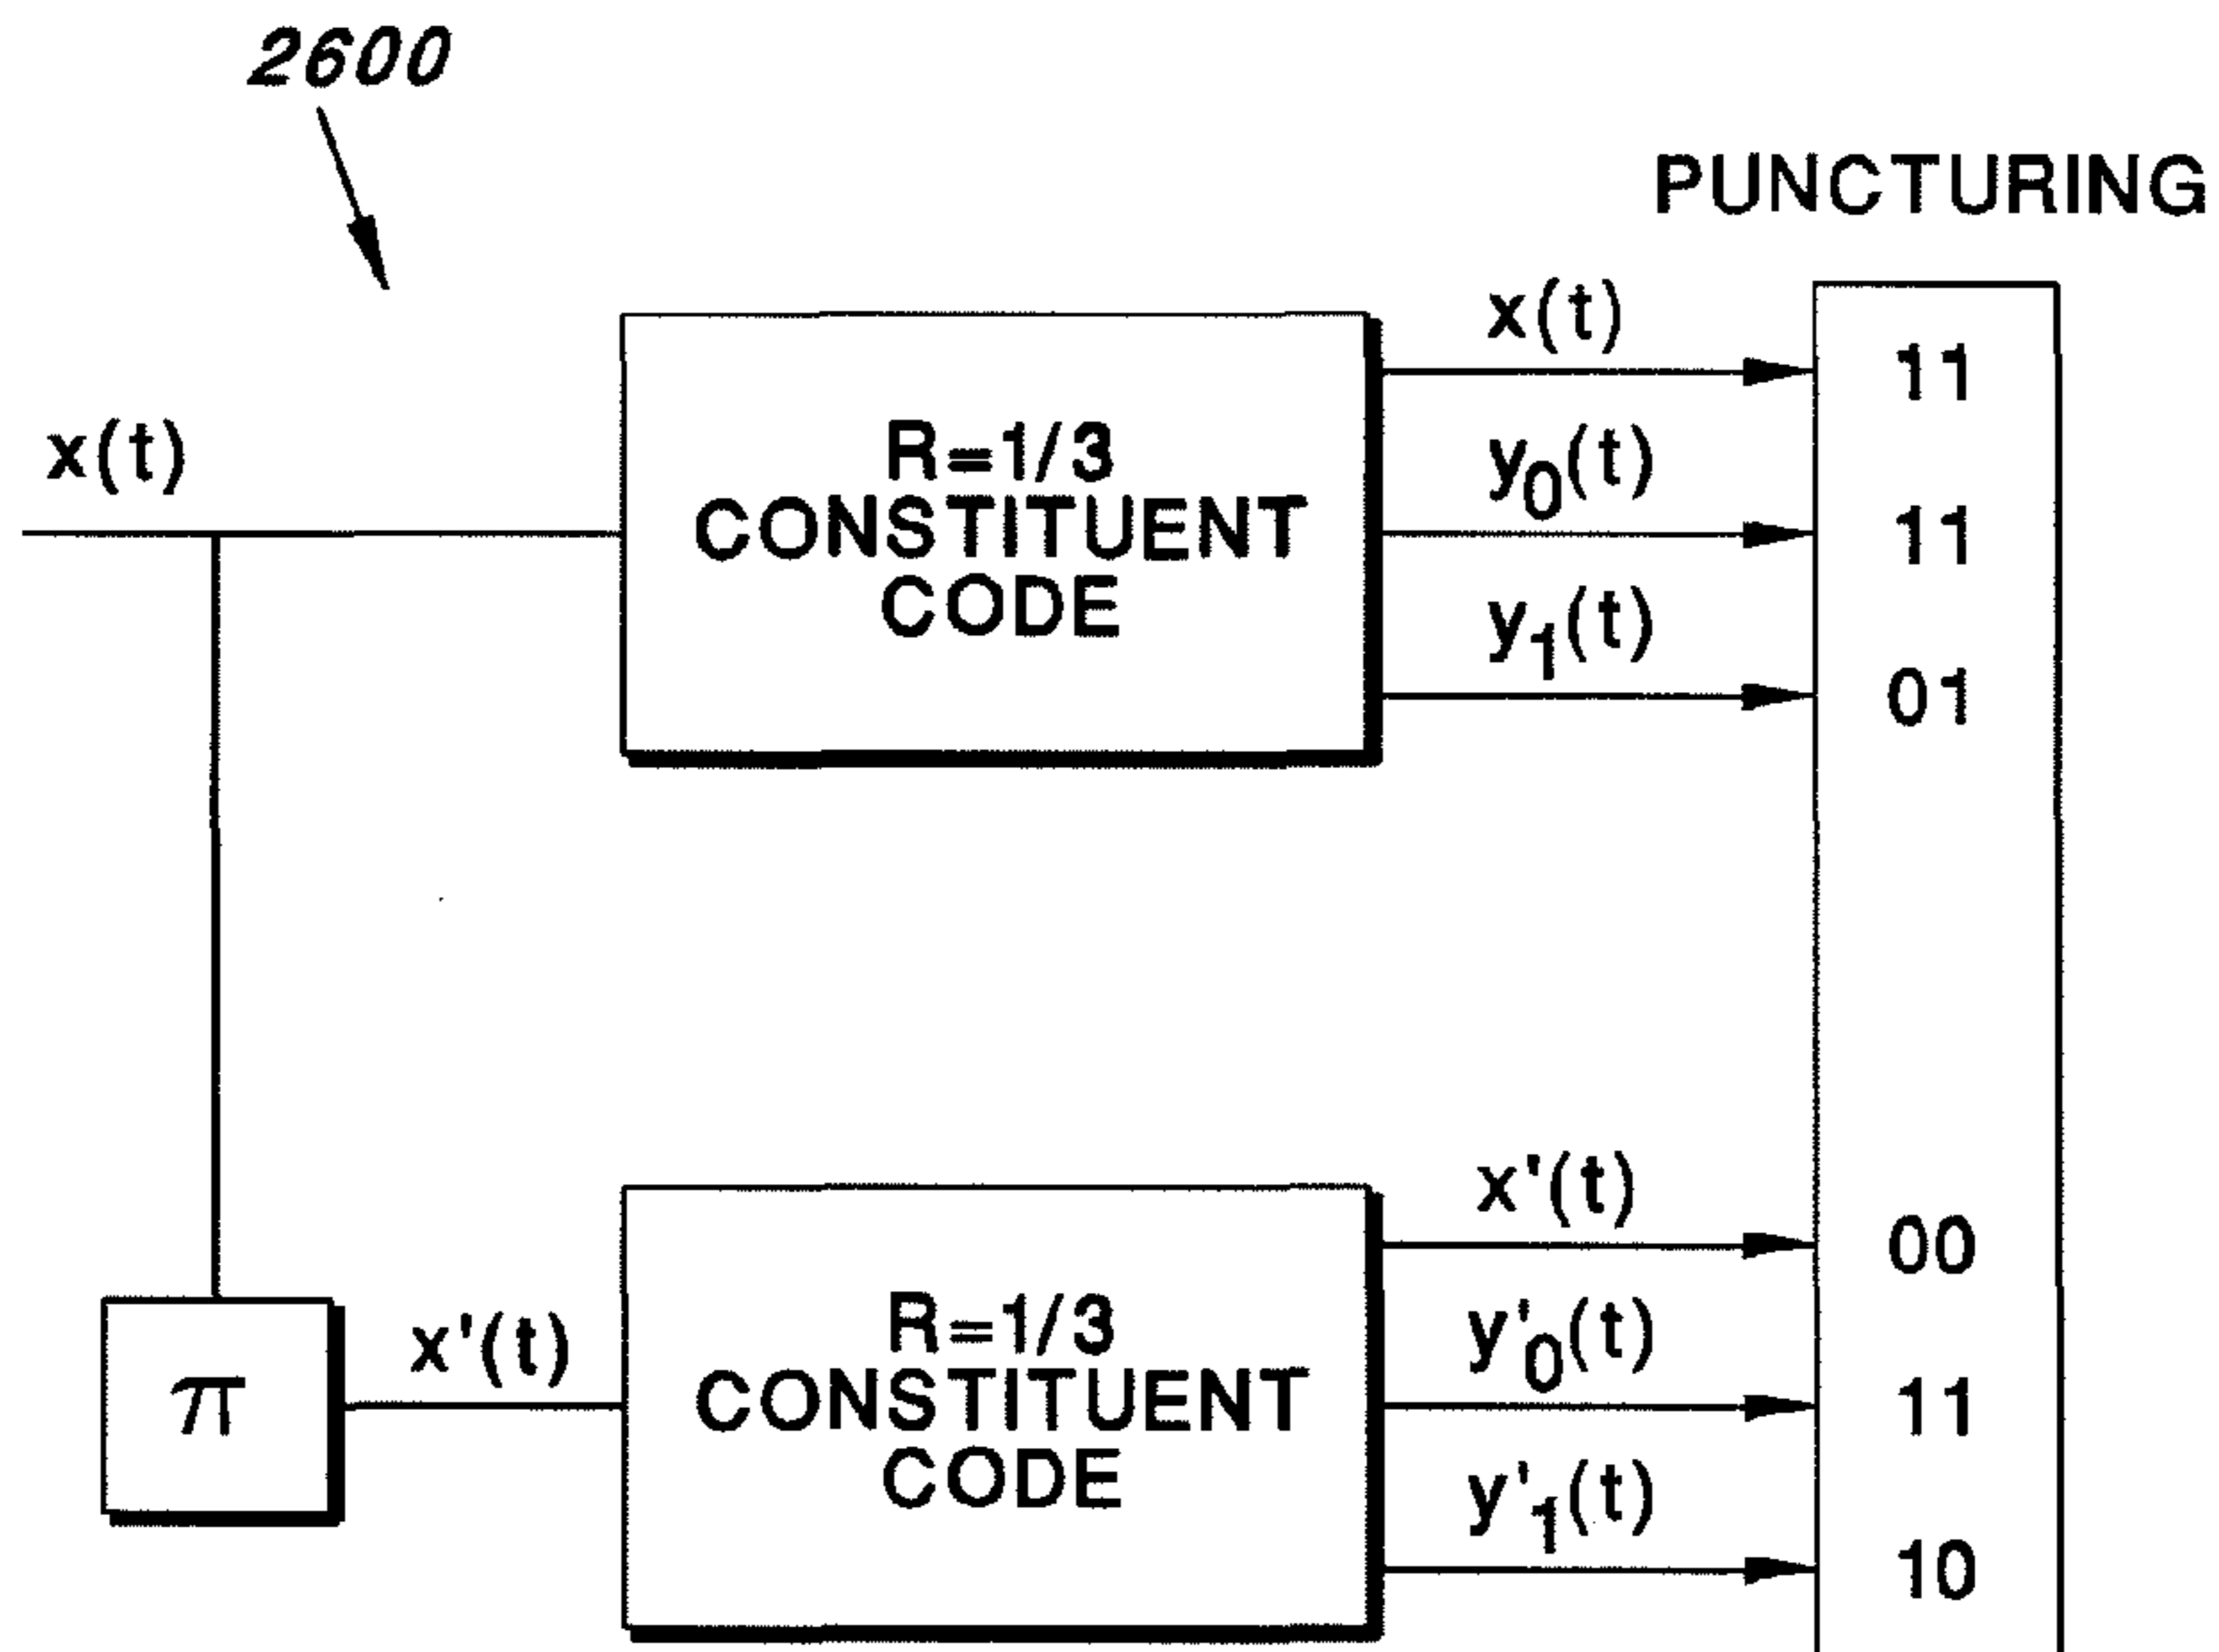 2600
PUNCTURING
x(t)
R=1/3
CONSTITUENT
CODE
x(t)
11
y0(t)
11
y1(t)
01
π
x'(t)
R=1/3
CONSTITUENT
CODE
x'(t)
00
y'0(t)
11
y'1(t)
10